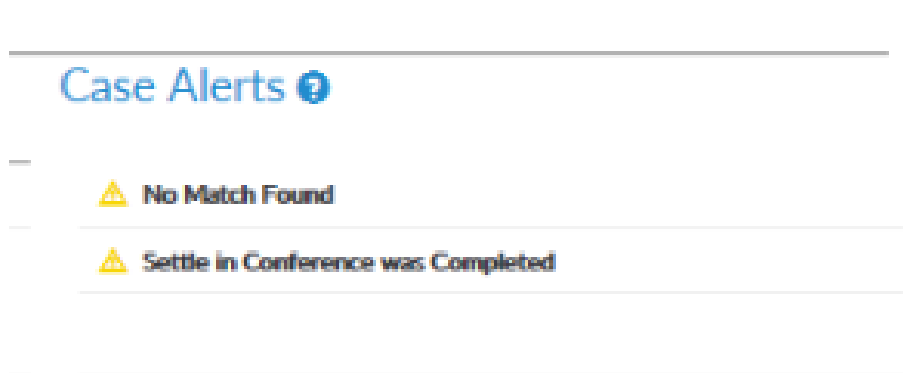 Case Alerts ?
No Match Found
Settle in Conference was Completed